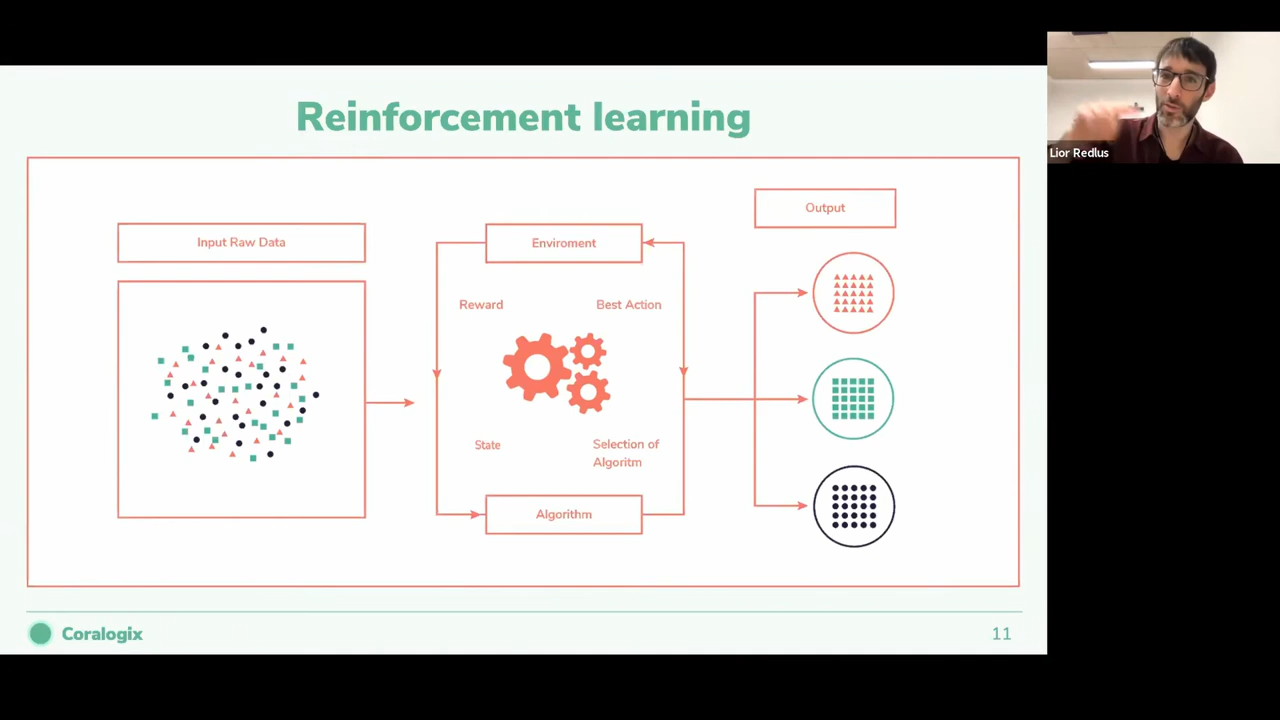 Reinforcement learning
Lior Redlus
Input Raw Data
Enviroment
Output
Reward
Best Action
State
Selection of
Algoritm
Algorithm
Coralogix
11